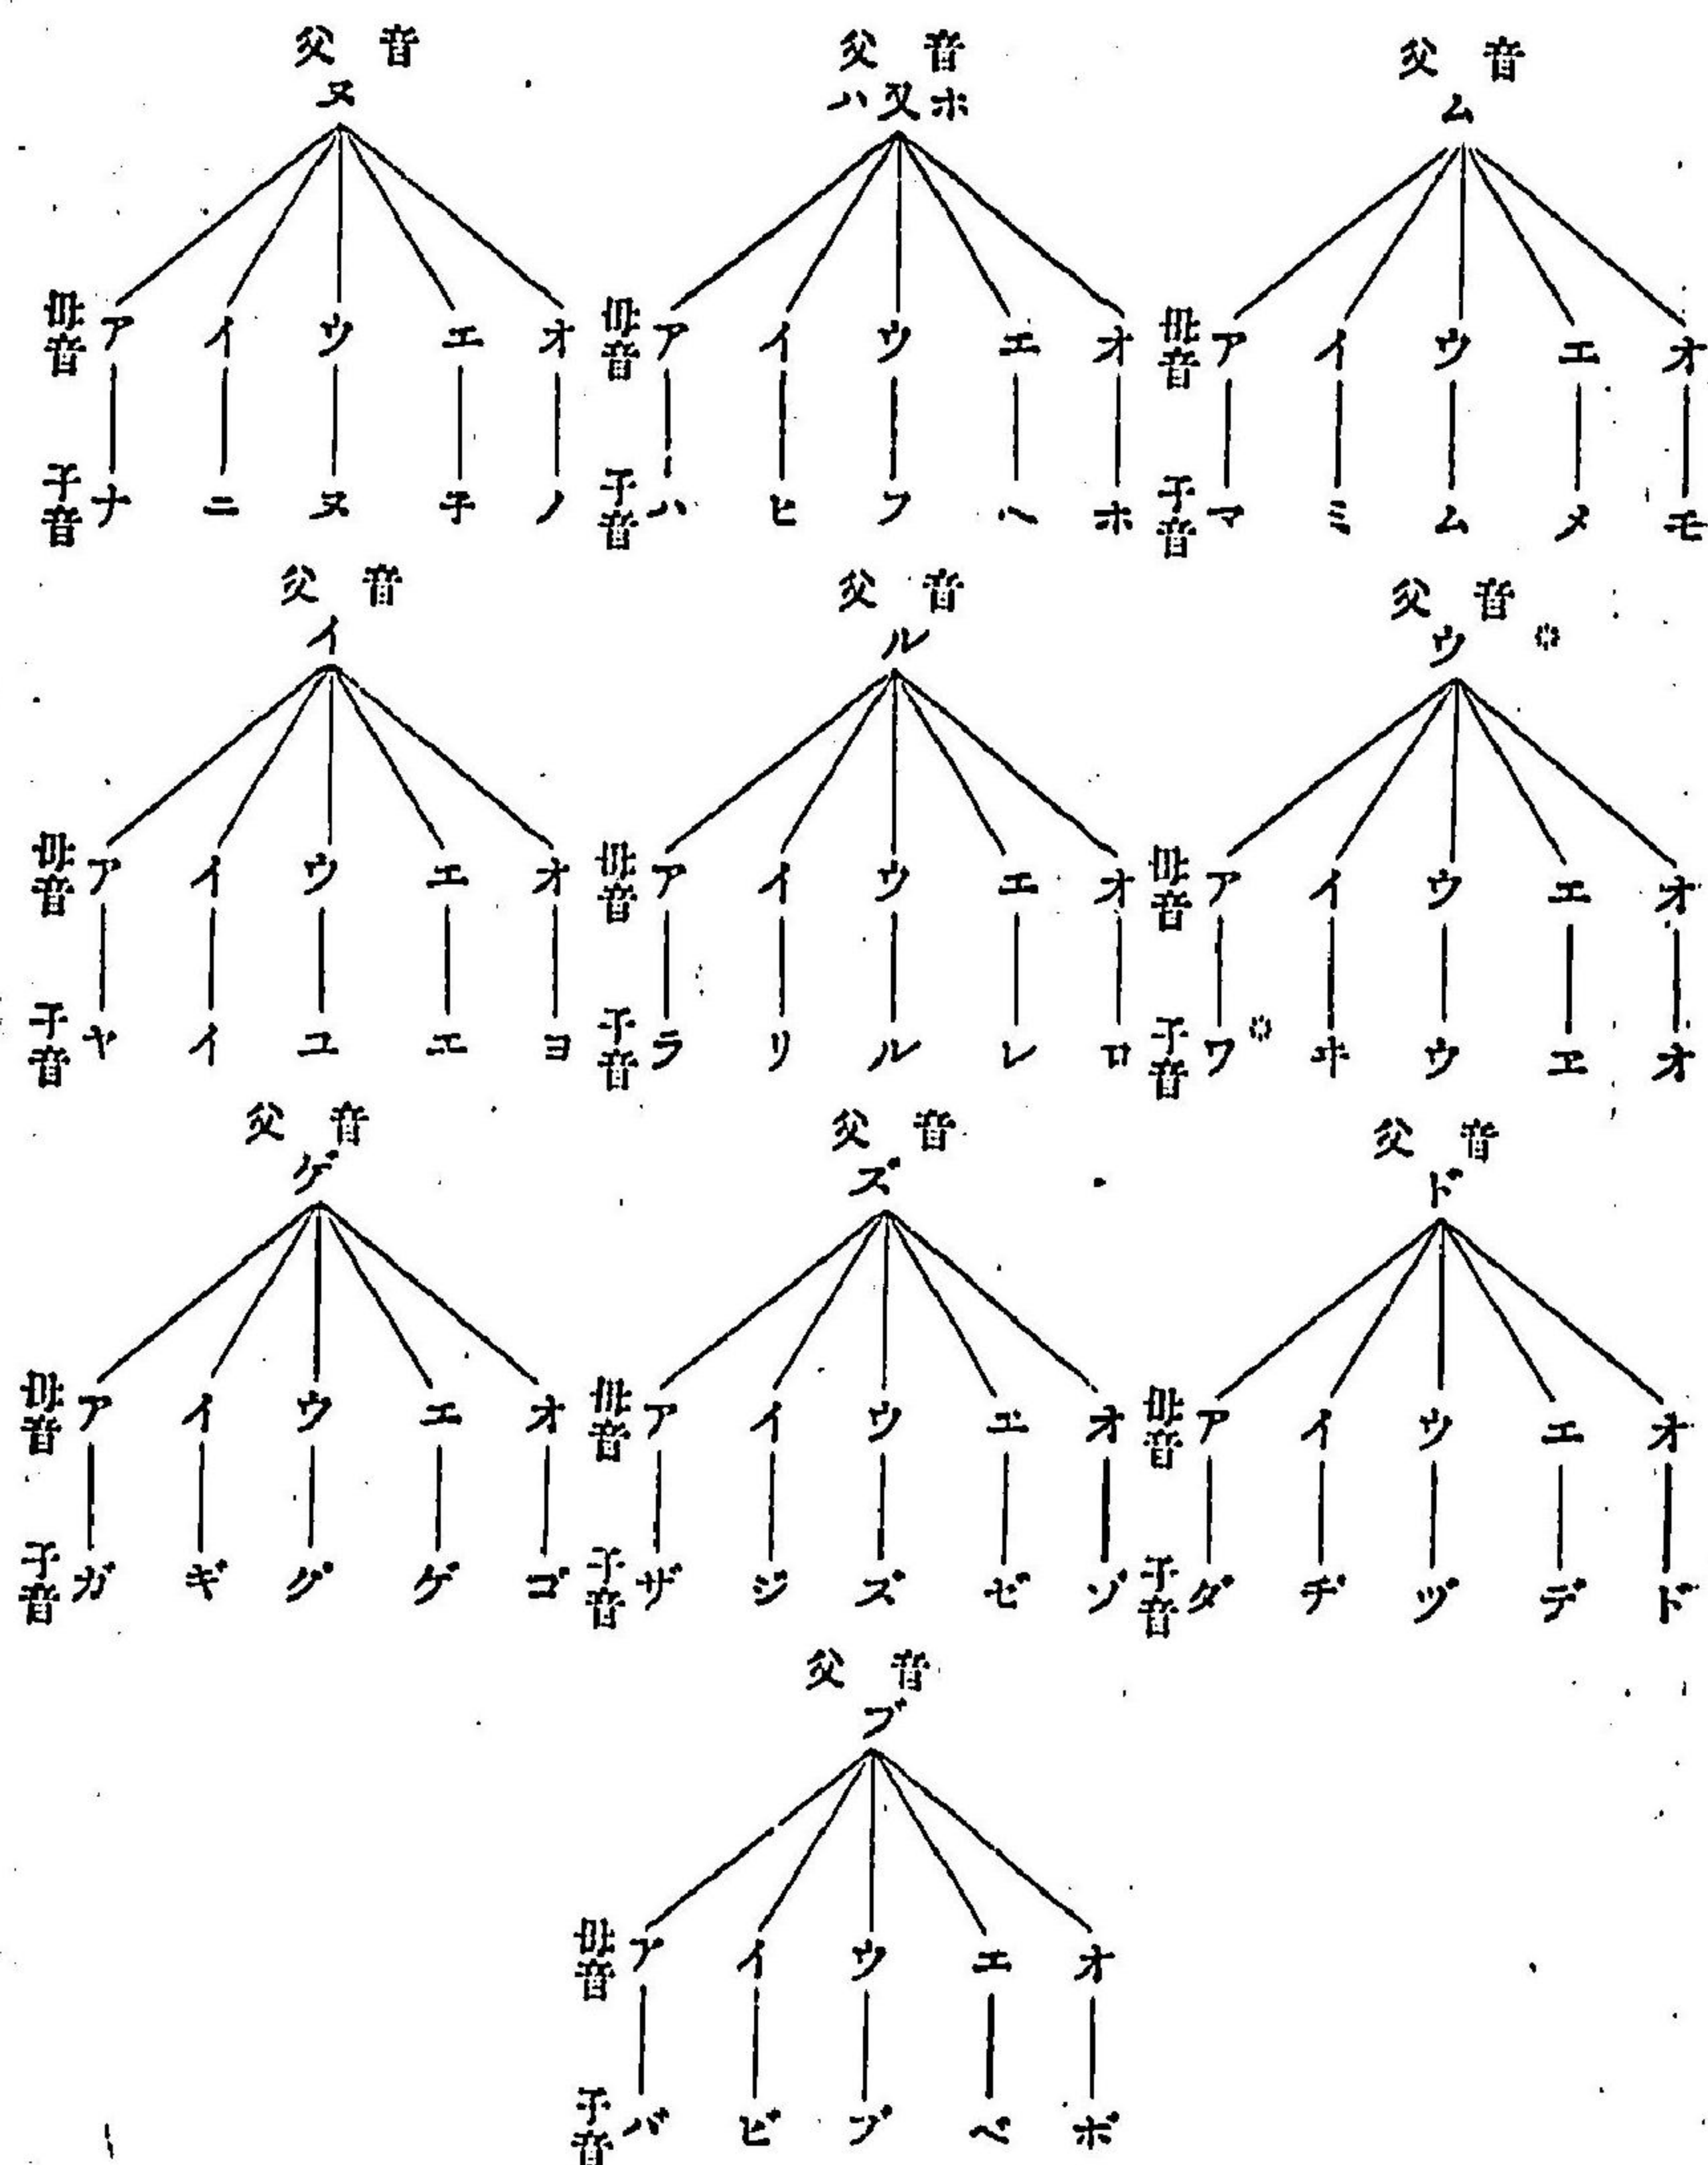 父音
ヌ
母音 ア イ ウ エ オ
子音 ナ ニ ヌ 子 ノ
父音
ハ又ホ
母音 ア イ ウ エ オ
子音 ハ ヒ フ ヘ ホ
父音
ム
母音 ア イ ウ エ オ
子音 マ ミ ム メ モ
父音
イ
母音 ア イ ウ エ オ
子音 ヤ イ ユ エ ヨ
父音
ル
母音 ア イ ウ エ オ
子音 ラ リ ル レ ロ
父音
ウ *
母音 ア イ ウ エ オ
子音 ワ * ヰ ウ ヱ オ
父音
ゲ
母音 ア イ ウ エ オ
子音 ガ ギ グ ゲ ゴ
父音
ズ
母音 ア イ ウ エ オ
子音 ザ ジ ズ ゼ ゾ
父音
ド
母音 ア イ ウ エ オ
子音 ダ ヂ ヅ デ ド
父音
ブ
母音 ア イ ウ エ オ
子音 バ ビ ブ ベ ボ